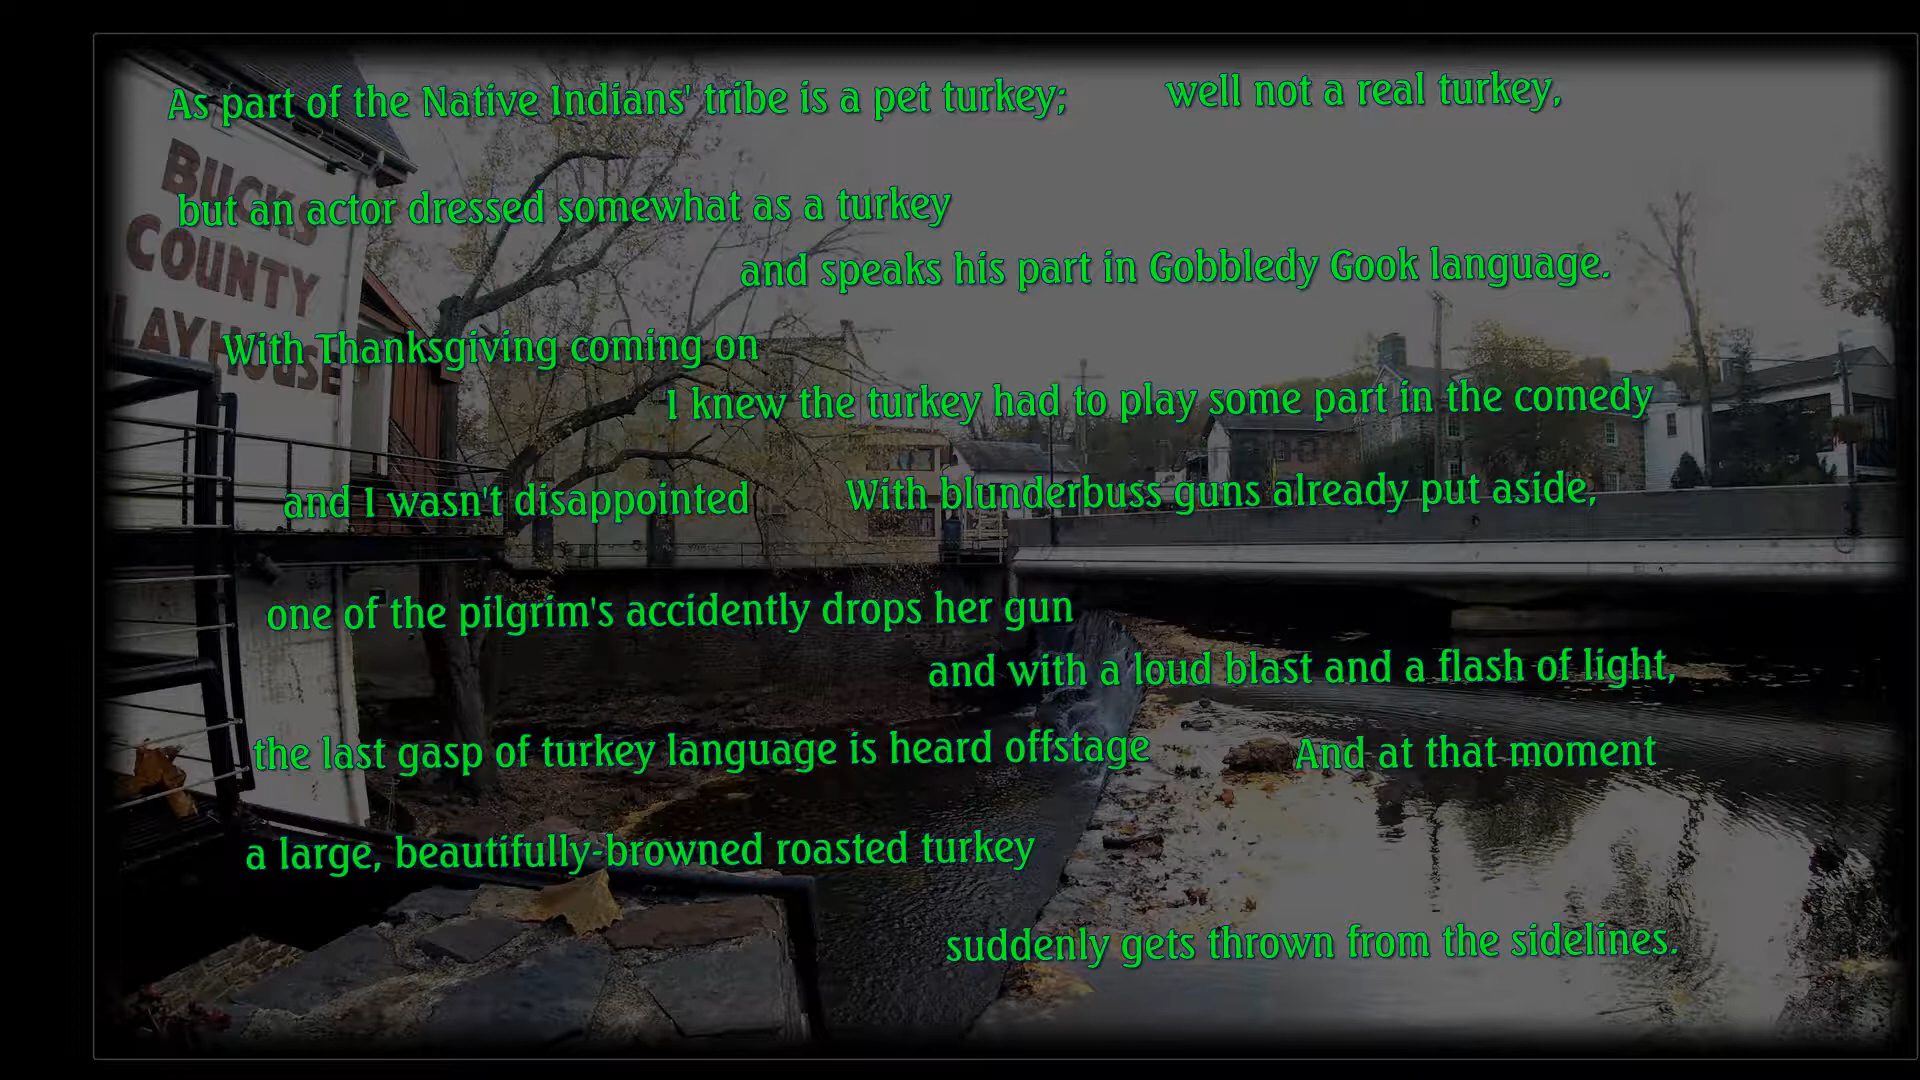 As part of the Native Indians' tribe is a pet turkey;
well not a real turkey,
BUCKS
COUNTY
LAYHOUSE
but an actor dressed somewhat as a turkey
and speaks his part in Gobbledy Gook language.
With Thanksgiving coming on
I knew the turkey had to play some part in the comedy
and I wasn't disappointed
With blunderbuss guns already put aside,
one of the pilgrim's accidently drops her gun
and with a loud blast and a flash of light,
the last gasp of turkey language is heard offstage
And at that moment
a large, beautifully-browned roasted turkey
suddenly gets thrown from the sidelines.